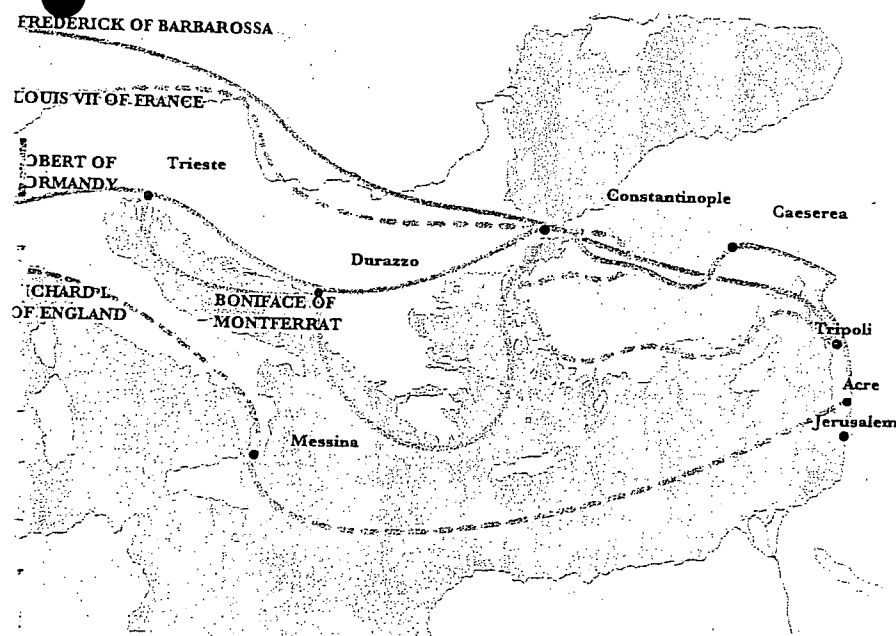 FREDERICK OF BARBAROSSA
LOUIS VII OF FRANCE
OBERT OF
ORMANDY
Trieste
Constantinople
Caeserea
Durazzo
ICHARD I,
OF ENGLAND
BONIFACE OF
MONTFERRAT
Tripoli
Acre
Jerusalem
Messina